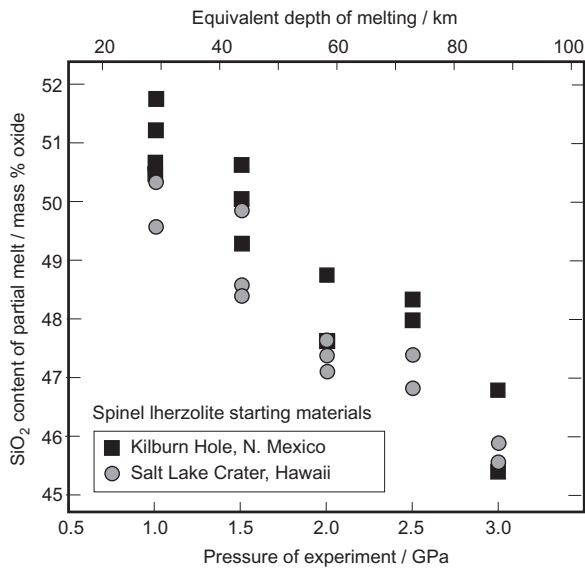 Equivalent depth of melting / km
20 40 60 80 100
52
51
50
49
48
47
46
45
SiO₂ content of partial melt / mass % oxide
Spinel lherzolite starting materials
Kilburn Hole, N. Mexico
Salt Lake Crater, Hawaii
0.5 1.0 1.5 2.0 2.5 3.0
Pressure of experiment / GPa